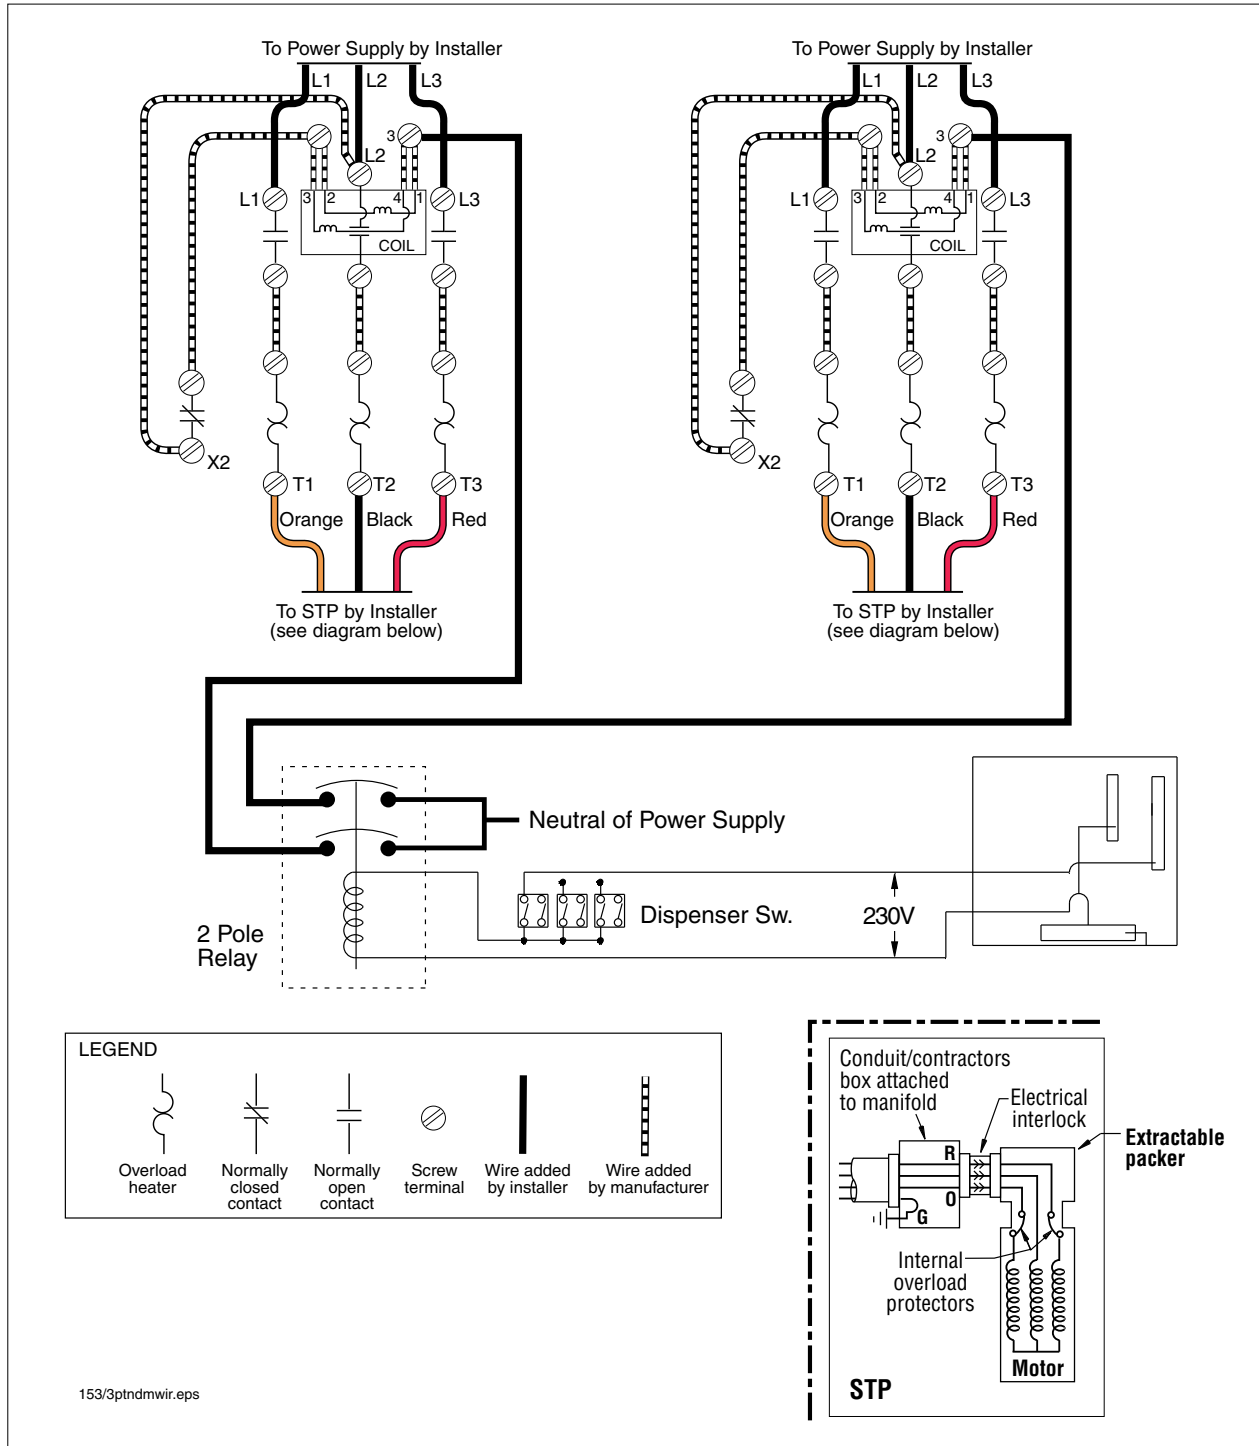 To Power Supply by Installer
L1 L2 L3
3
L2
L1 3 2 4 1 L3
COIL
X2
T1 T2 T3
Orange Black Red
To STP by Installer
(see diagram below)
To Power Supply by Installer
L1 L2 L3
3
L2
L1 3 2 4 1 L3
COIL
X2
T1 T2 T3
Orange Black Red
To STP by Installer
(see diagram below)
Neutral of Power Supply
Dispenser Sw.
230V
2 Pole
Relay
LEGEND
Overload
heater
Normally
closed
contact
Normally
open
contact
Screw
terminal
Wire added
by installer
Wire added
by manufacturer
Conduit/contractors
box attached
to manifold
Electrical
interlock
Extractable
packer
R
O
G
Internal
overload
protectors
Motor
STP
153/3ptndmwir.eps